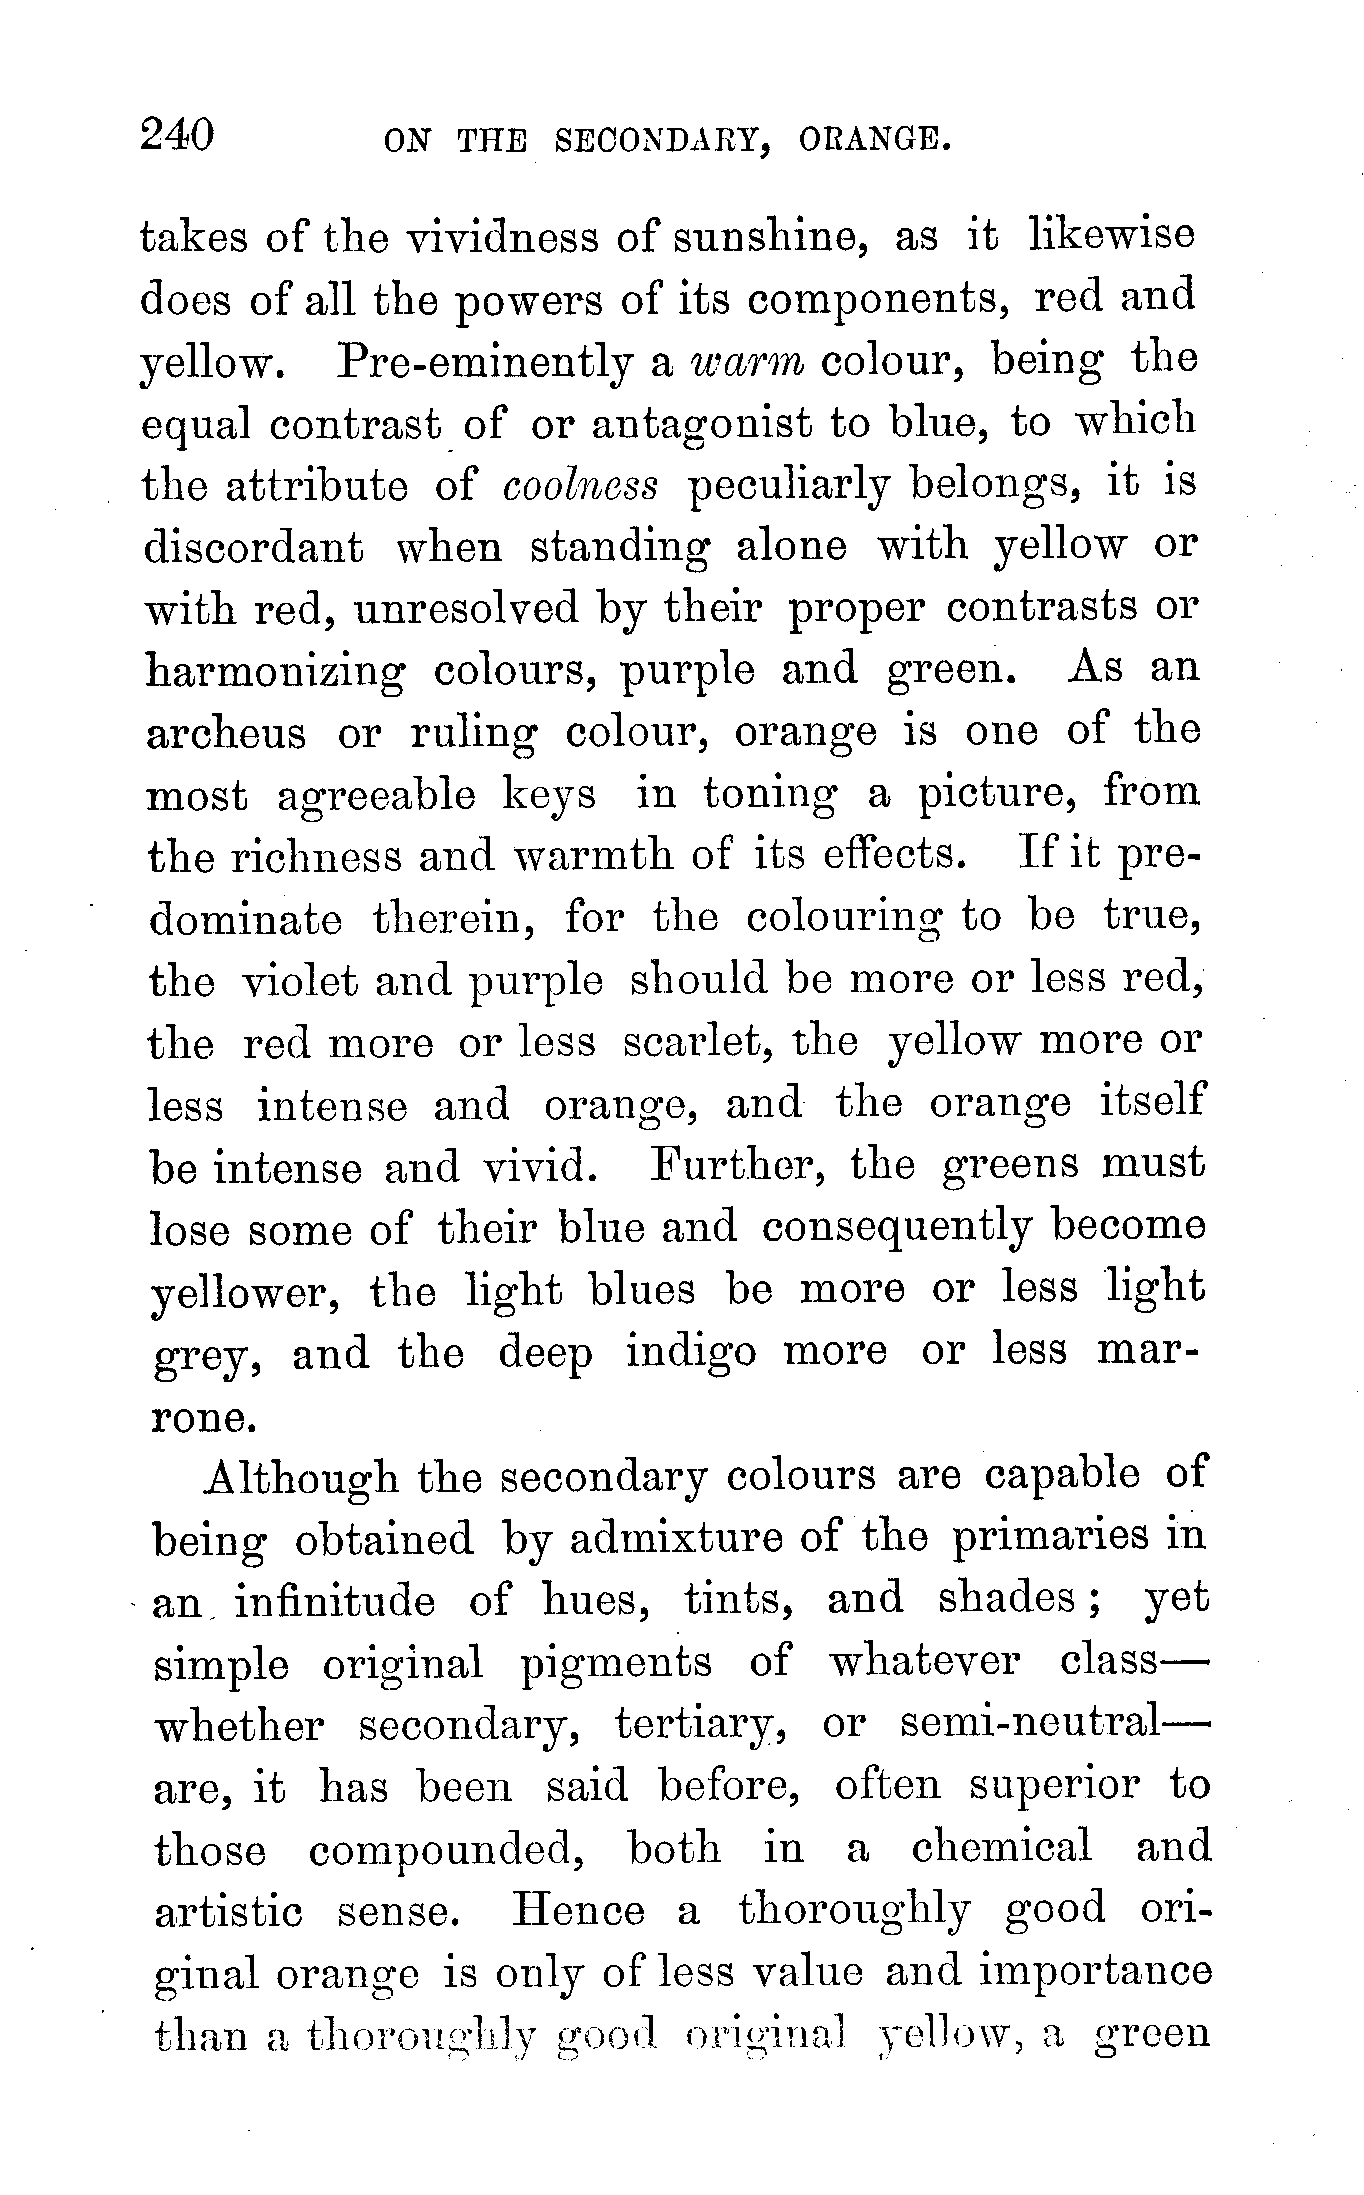 240 ON THE SECONDARY, ORANGE.
takes of the vividness of sunshine, as it likewise
does of all the powers of its components, red and
yellow. Pre-eminently a warm colour, being the
equal contrast of or antagonist to blue, to which
the attribute of coolness peculiarly belongs, it is
discordant when standing alone with yellow or
with red, unresolved by their proper contrasts or
harmonizing colours, purple and green. As an
archeus or ruling colour, orange is one of the
most agreeable keys in toning a picture, from
the richness and warmth of its effects. If it pre-
dominate therein, for the colouring to be true,
the violet and purple should be more or less red,
the red more or less scarlet, the yellow more or
less intense and orange, and the orange itself
be intense and vivid. Further, the greens must
lose some of their blue and consequently become
yellower, the light blues be more or less light
grey, and the deep indigo more or less mar-
rone.
Although the secondary colours are capable of
being obtained by admixture of the primaries in
an infinitude of hues, tints, and shades; yet
simple original pigments of whatever class—
whether secondary, tertiary, or semi-neutral—
are, it has been said before, often superior to
those compounded, both in a chemical and
artistic sense. Hence a thoroughly good ori-
ginal orange is only of less value and importance
than a thoroughly good original yellow, a green